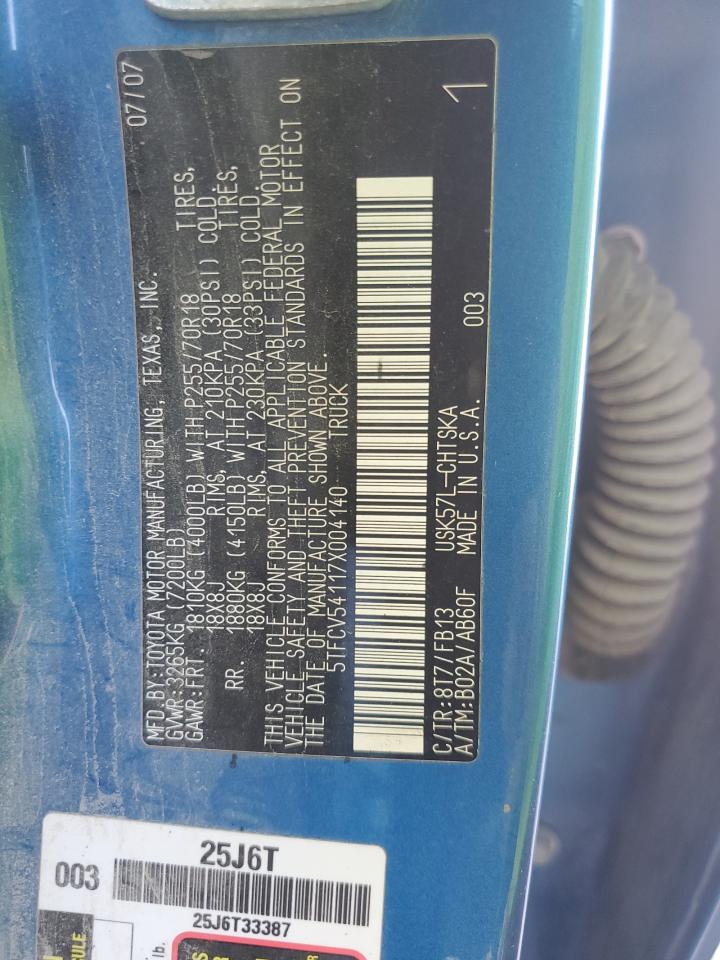 MFD.BY:TOYOTA MOTOR MANUFACTURING, TEXAS, INC. 07/07
GVWR:3265KG (7200LB)
GAWR:FRT. 1810KG (4000LB) WITH P255/70R18 TIRES,
18X8J RIMS, AT 210KPA (30PSI) COLD.
RR. 1880KG (4150LB) WITH P255/70R18 TIRES,
18X8J RIMS, AT 230KPA (33PSI) COLD.
THIS VEHICLE CONFORMS TO ALL APPLICABLE FEDERAL MOTOR
VEHICLE SAFETY AND THEFT PREVENTION STANDARDS IN EFFECT ON
THE DATE OF MANUFACTURE SHOWN ABOVE.
5TFCV54117X004140 TRUCK
C/TR:8T7/FB13 USK57L-CHTSKA 003 1
A/TM:B02A/AB60F MADE IN U.S.A.
25J6T
003
25J6T33387
lb.